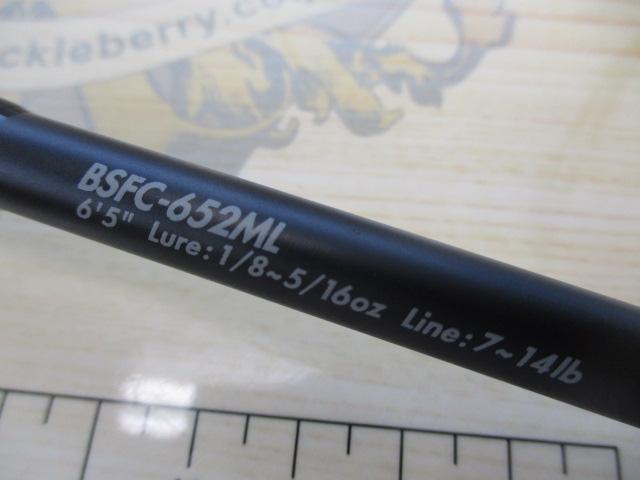 ckleberry.co
BSFC-652ML
6'5" Lure: 1/8~5/16oz Line: 7~14lb